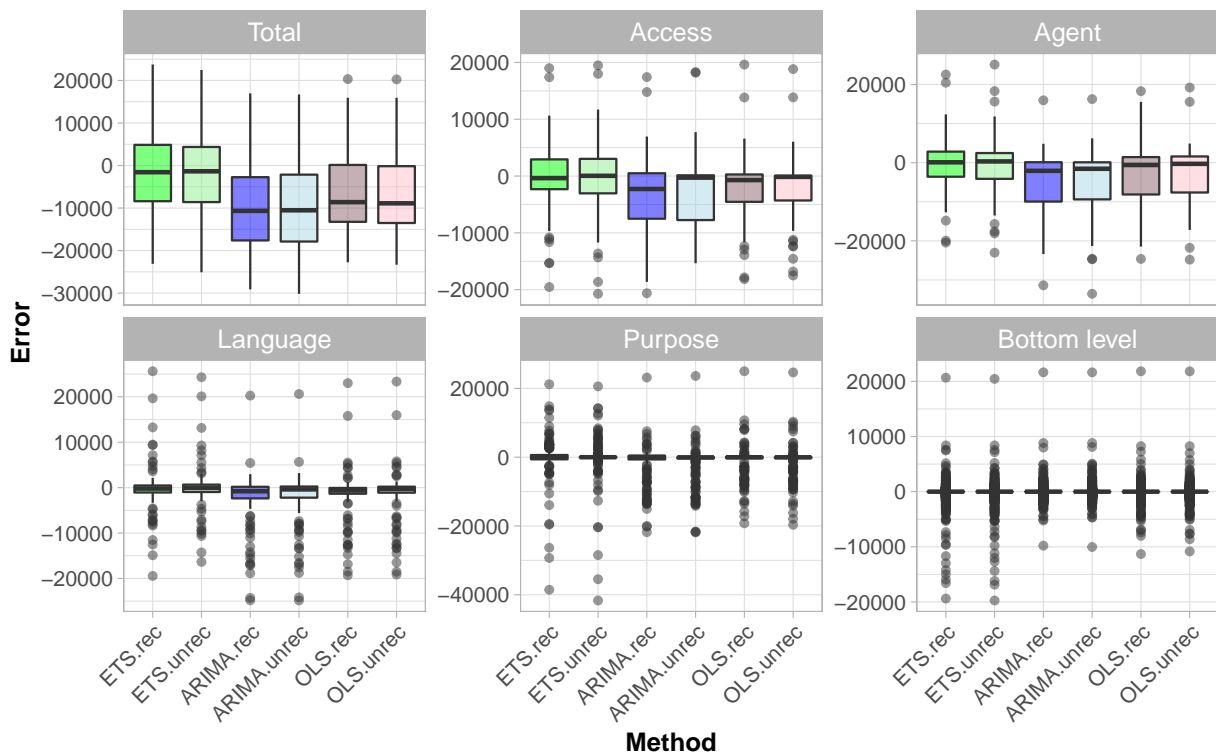 Total
Access
Agent
20000
10000
0
−10000
−20000
−30000
20000
10000
0
−10000
−20000
20000
0
−20000
Error
Language
Purpose
Bottom level
20000
10000
0
−10000
−20000
20000
0
−20000
−40000
20000
10000
0
−10000
−20000
ETS.rec
ETS.unrec
ARIMA.rec
ARIMA.unrec
OLS.rec
OLS.unrec
ETS.rec
ETS.unrec
ARIMA.rec
ARIMA.unrec
OLS.rec
OLS.unrec
ETS.rec
ETS.unrec
ARIMA.rec
ARIMA.unrec
OLS.rec
OLS.unrec
Method